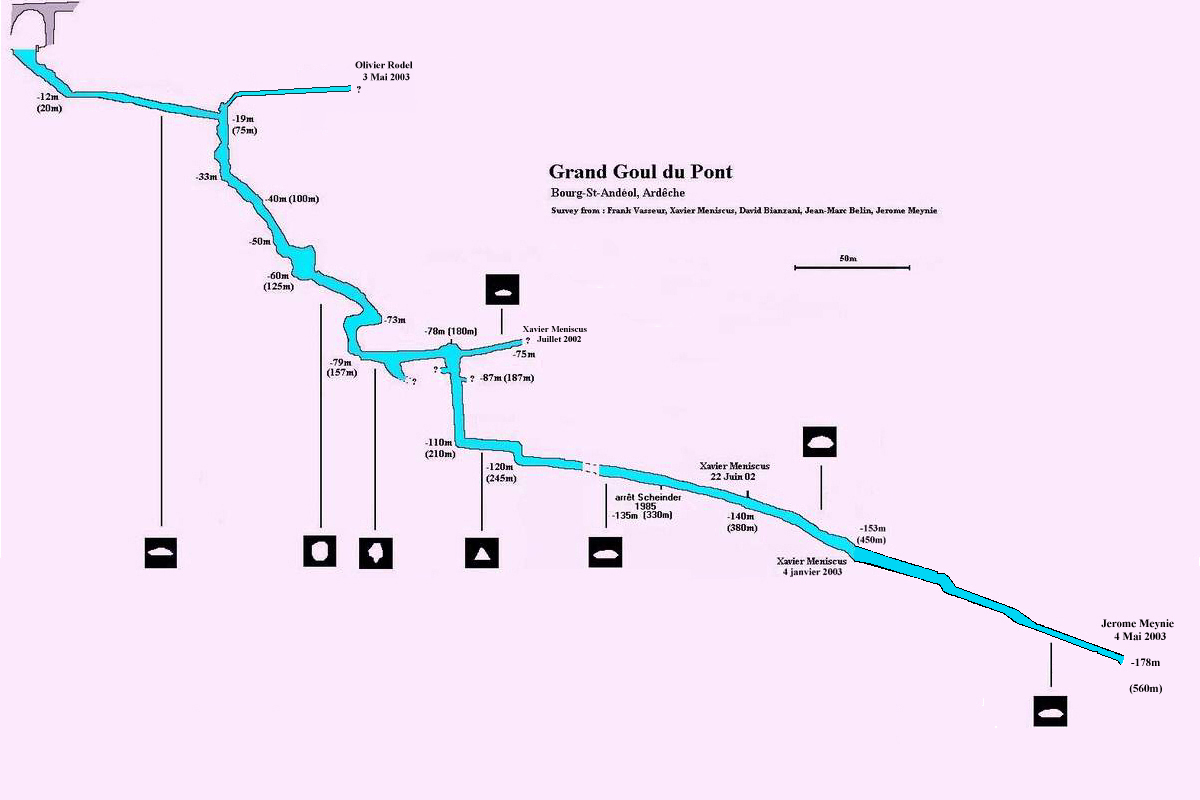 Olivier Rodel
3 Mai 2003
?
-12m
(20m)
-19m
(75m)
Grand Goul du Pont
Bourg-St-Andéol, Ardêche
Survey from : Frank Vasseur, Xavier Meniscus, David Bianzani, Jean-Marc Belin, Jerome Meynie
-33m
-40m (100m)
-50m
50m
-60m
(125m)
-73m
-78m (180m)
Xavier Meniscus
Juillet 2002
?
-75m
-79m
(157m)
?
?
?
-87m (187m)
-110m
(210m)
-120m
(245m)
Xavier Meniscus
22 Juin 02
arrêt Scheinder
1985
-135m (330m)
-140m
(380m)
-153m
(450m)
Xavier Meniscus
4 janvier 2003
Jerome Meynie
4 Mai 2003
-178m
(560m)